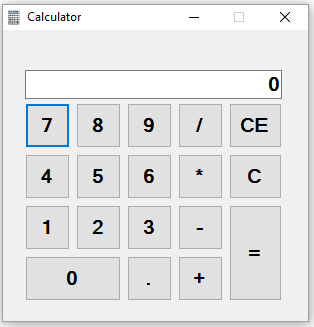 Calculator
0
7 8 9 / CE
4 5 6 * C
1 2 3 - =
0 . +